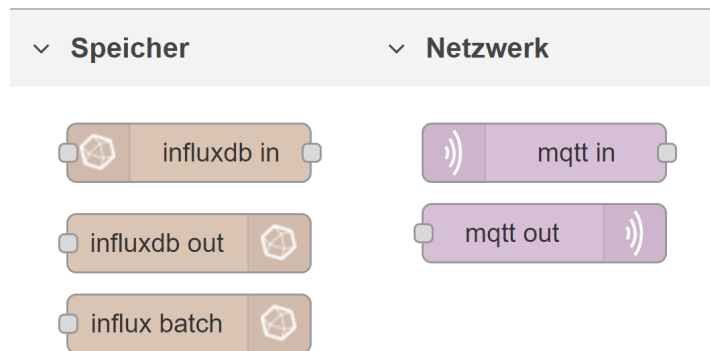 Speicher
influxdb in
influxdb out
influx batch
Netzwerk
mqtt in
mqtt out